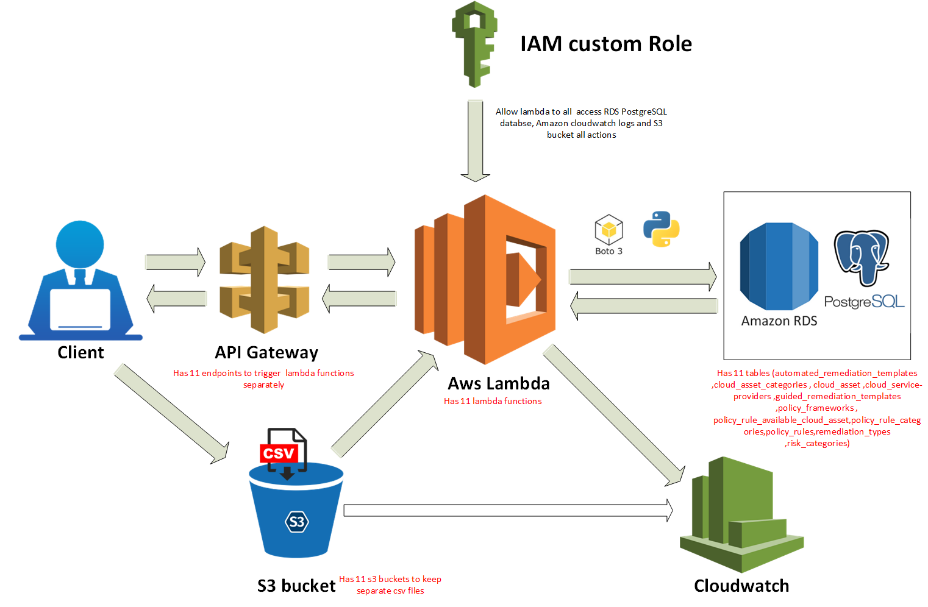 IAM custom Role
Allow lambda to all access RDS PostgreSQL
databse, Amazon cloudwatch logs and S3
bucket all actions
Boto 3
PostgreSQL
Amazon RDS
Client
API Gateway
Has 11 endpoints to trigger lambda functions
separately
Aws Lambda
Has 11 lambda functions
Has 11 tables (automated_remediation_templates
,cloud_asset_categories , cloud_asset ,cloud_service-
providers ,guided_remediation_templates
,policy_frameworks ,
policy_rule_available_cloud_asset,policy_rule_categ
ories,policy_rules,remediation_types
,risk_categories)
CSV
S3
S3 bucket
Has 11 s3 buckets to keep
separate csv files
Cloudwatch